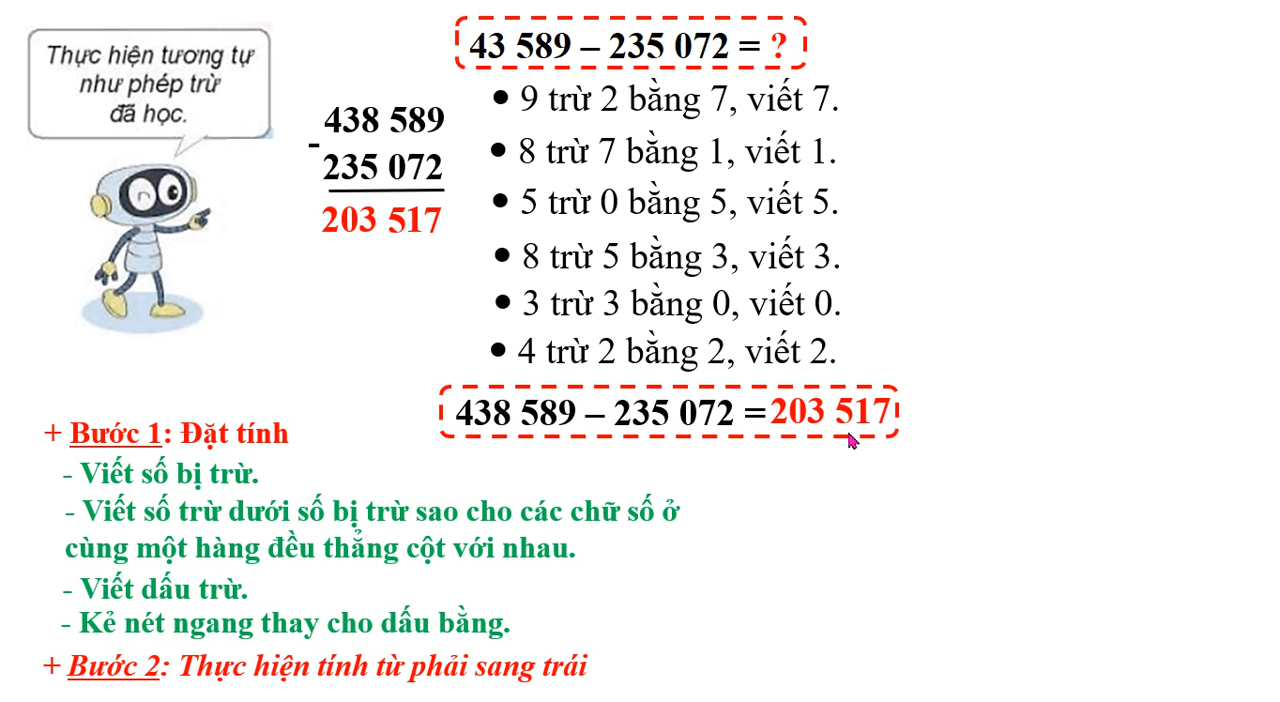 Thực hiện tương tự
như phép trừ
đã học.
43 589 – 235 072 = ?
438 589
-
235 072
203 517
• 9 trừ 2 bằng 7, viết 7.
• 8 trừ 7 bằng 1, viết 1.
• 5 trừ 0 bằng 5, viết 5.
• 8 trừ 5 bằng 3, viết 3.
• 3 trừ 3 bằng 0, viết 0.
• 4 trừ 2 bằng 2, viết 2.
438 589 – 235 072 = 203 517
+ Bước 1: Đặt tính
- Viết số bị trừ.
- Viết số trừ dưới số bị trừ sao cho các chữ số ở
cùng một hàng đều thẳng cột với nhau.
- Viết dấu trừ.
- Kẻ nét ngang thay cho dấu bằng.
+ Bước 2: Thực hiện tính từ phải sang trái